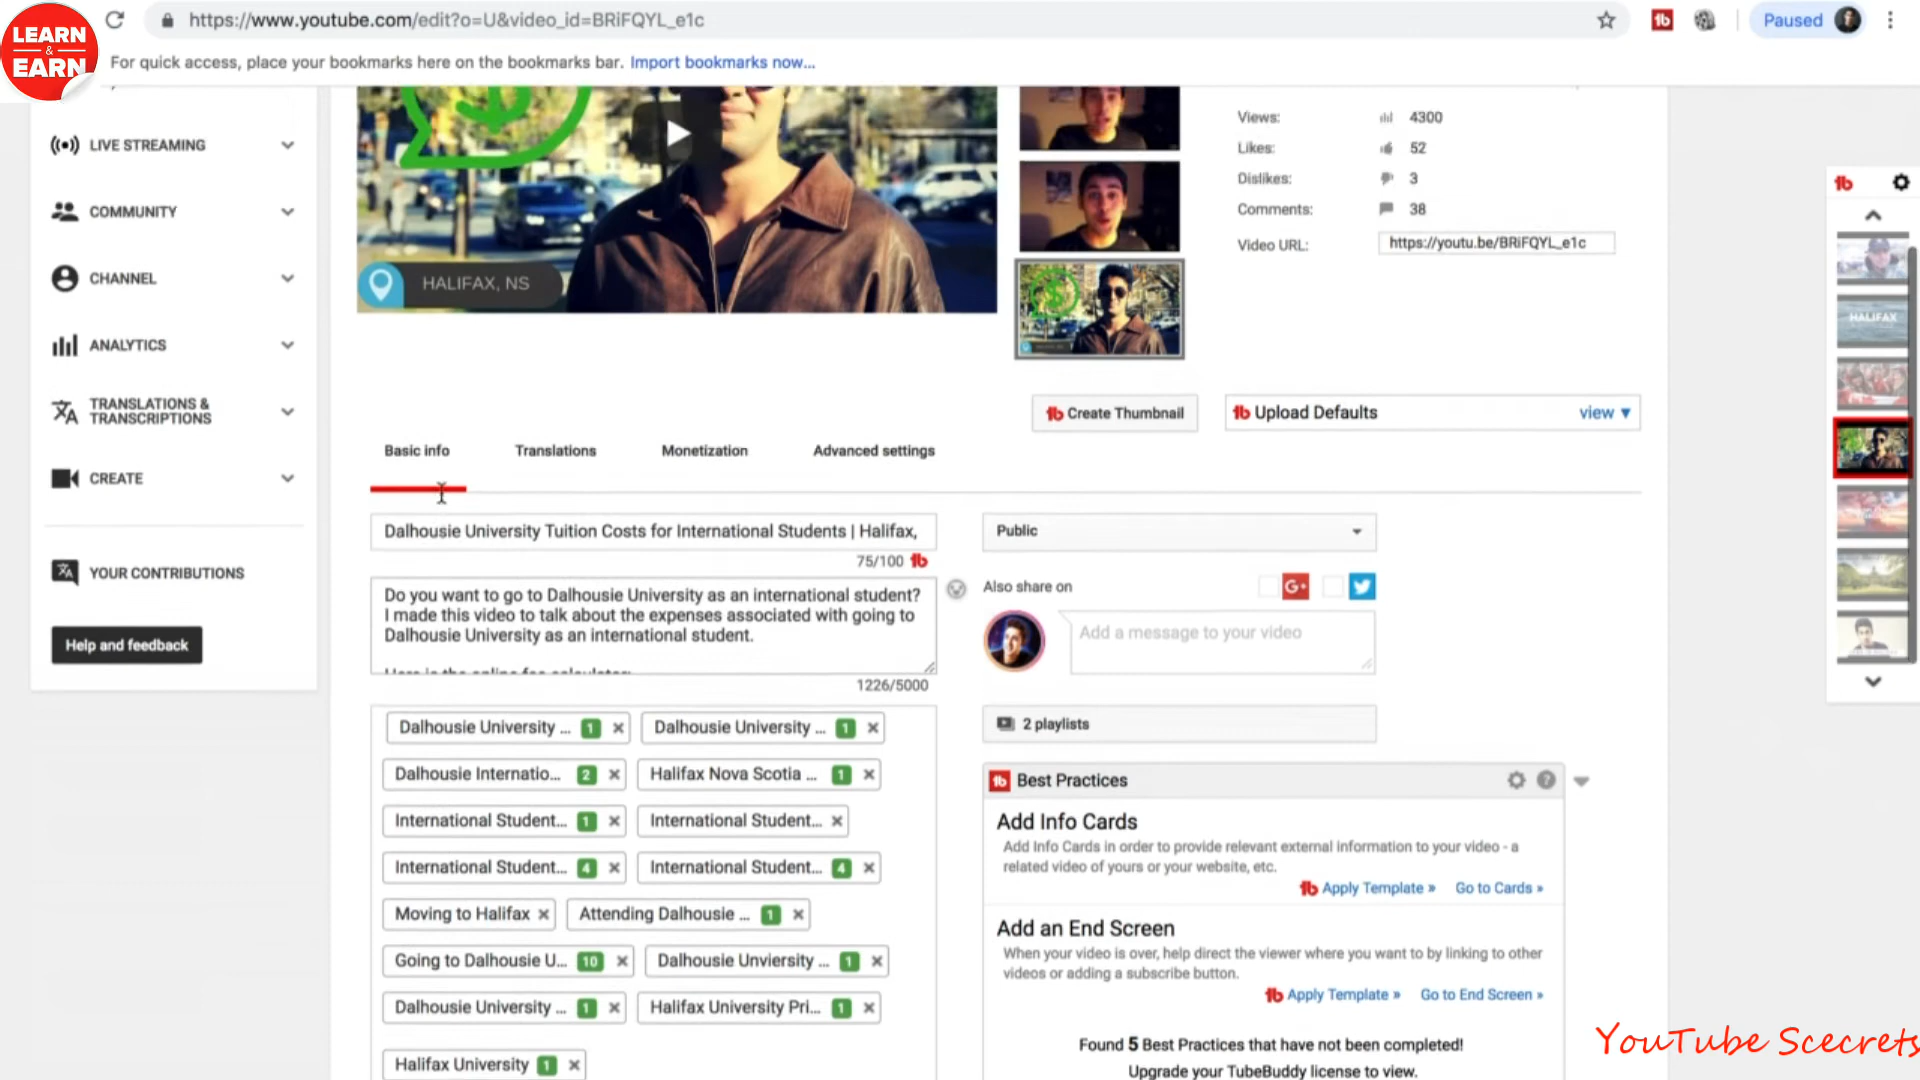 LEARN
&
EARN
https://www.youtube.com/edit?o=U&video_id=BRiFQYL_e1c
Paused
For quick access, place your bookmarks here on the bookmarks bar. Import bookmarks now...
LIVE STREAMING
COMMUNITY
CHANNEL
ANALYTICS
TRANSLATIONS &
TRANSCRIPTIONS
CREATE
YOUR CONTRIBUTIONS
Help and feedback
HALIFAX, NS
Views: 4300
Likes: 52
Dislikes: 3
Comments: 38
Video URL: https://youtu.be/BRiFQYL_e1c
Create Thumbnail
Upload Defaults view ▼
Basic info Translations Monetization Advanced settings
Dalhousie University Tuition Costs for International Students | Halifax,
75/100
Do you want to go to Dalhousie University as an international student?
I made this video to talk about the expenses associated with going to
Dalhousie University as an international student.
Here is the online fee calculator:
1226/5000
Dalhousie University ... 1 × Dalhousie University ... 1 ×
Dalhousie Internatio... 2 × Halifax Nova Scotia ... 1 ×
International Student... 1 × International Student... ×
International Student... 4 × International Student... 4 ×
Moving to Halifax × Attending Dalhousie ... 1 ×
Going to Dalhousie U... 10 × Dalhousie Unviersity ... 1 ×
Dalhousie University ... 1 × Halifax University Pri... 1 ×
Halifax University 1 ×
Public
Also share on
G+
Add a message to your video
2 playlists
Best Practices
Add Info Cards
Add Info Cards in order to provide relevant external information to your video - a
related video of yours or your website, etc.
Apply Template » Go to Cards »
Add an End Screen
When your video is over, help direct the viewer where you want to by linking to other
videos or adding a subscribe button.
Apply Template » Go to End Screen »
Found 5 Best Practices that have not been completed!
Upgrade your TubeBuddy license to view.
HALIFAX
YouTube Scecrets